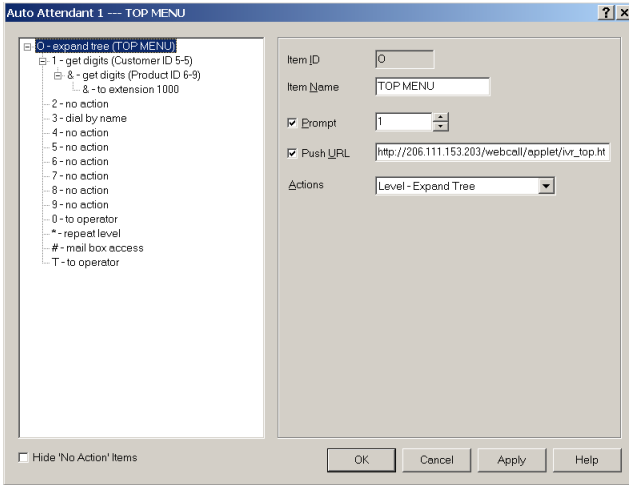 Auto Attendant 1 --- TOP MENU
O - expand tree (TOP MENU)
1 - get digits (Customer ID 5-5)
& - get digits (Product ID 6-9)
& - to extension 1000
2 - no action
3 - dial by name
4 - no action
5 - no action
6 - no action
7 - no action
8 - no action
9 - no action
0 - to operator
* - repeat level
# - mail box access
T - to operator
Hide 'No Action' Items
Item ID O
Item Name TOP MENU
Prompt 1
Push URL http://206.111.153.203/webcall/applet/ivr_top.ht
Actions Level - Expand Tree
OK Cancel Apply Help